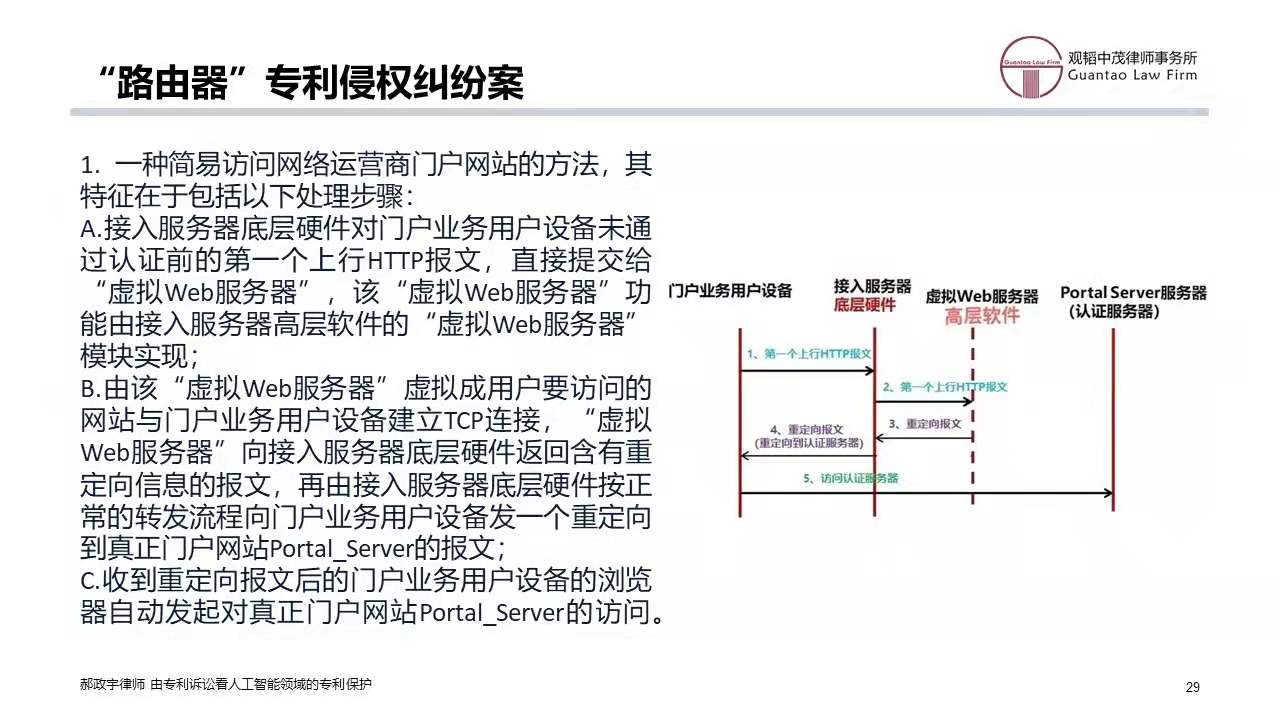 “路由器”专利侵权纠纷案
Guantao Law Firm
观韬中茂律师事务所
Guantao Law Firm
1. 一种简易访问网络运营商门户网站的方法，其
特征在于包括以下处理步骤：
A.接入服务器底层硬件对门户业务用户设备未通
过认证前的第一个上行HTTP报文，直接提交给
“虚拟Web服务器”，该“虚拟Web服务器”功
能由接入服务器高层软件的“虚拟Web服务器”
模块实现；
B.由该“虚拟Web服务器”虚拟成用户要访问的
网站与门户业务用户设备建立TCP连接，“虚拟
Web服务器”向接入服务器底层硬件返回含有重
定向信息的报文，再由接入服务器底层硬件按正
常的转发流程向门户业务用户设备发一个重定向
到真正门户网站Portal_Server的报文；
C.收到重定向报文后的门户业务用户设备的浏览
器自动发起对真正门户网站Portal_Server的访问。
门户业务用户设备
接入服务器
底层硬件
虚拟Web服务器
高层软件
Portal Server服务器
（认证服务器）
1、第一个上行HTTP报文
2、第一个上行HTTP报文
3、重定向报文
4、重定向报文
(重定向到认证服务器)
5、访问认证服务器
郝政宇律师 由专利诉讼看人工智能领域的专利保护
29